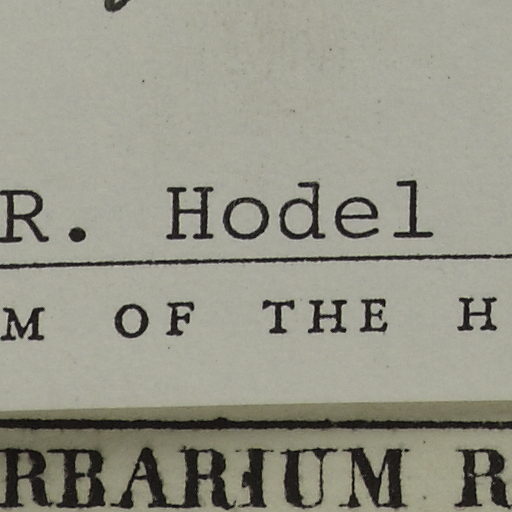 R. Hodel
M OF THE H
RBARIUM R